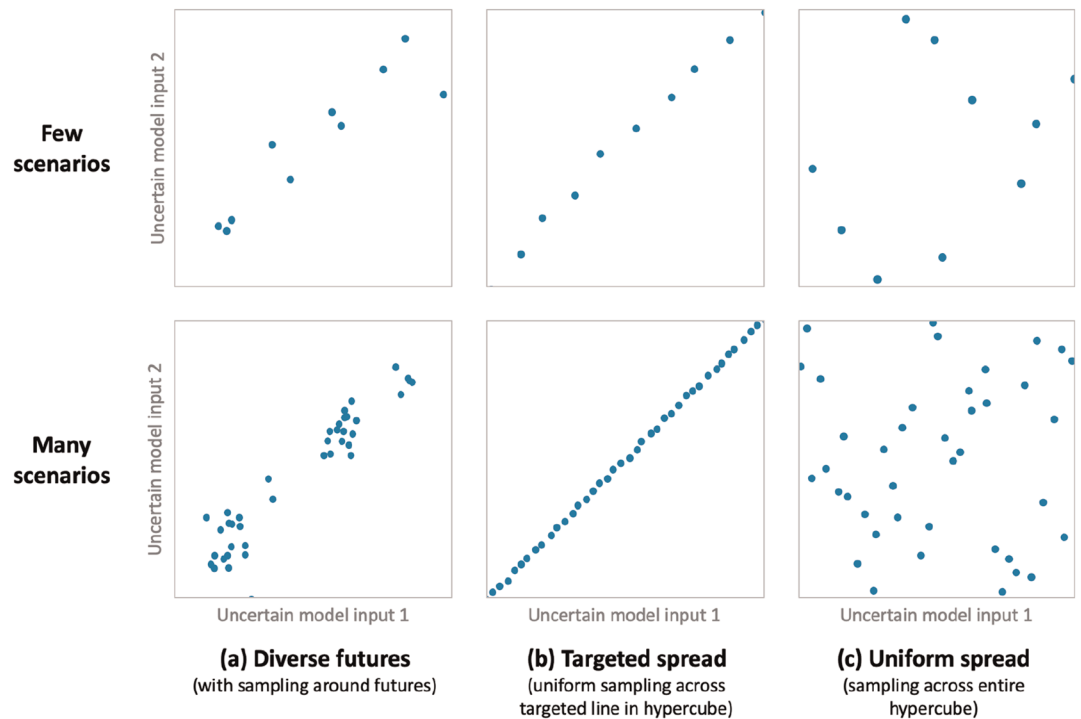 Few
scenarios
Uncertain model input 2
Many
scenarios
Uncertain model input 2
Uncertain model input 1
Uncertain model input 1
Uncertain model input 1
(a) Diverse futures
(with sampling around futures)
(b) Targeted spread
(uniform sampling across
targeted line in hypercube)
(c) Uniform spread
(sampling across entire
hypercube)